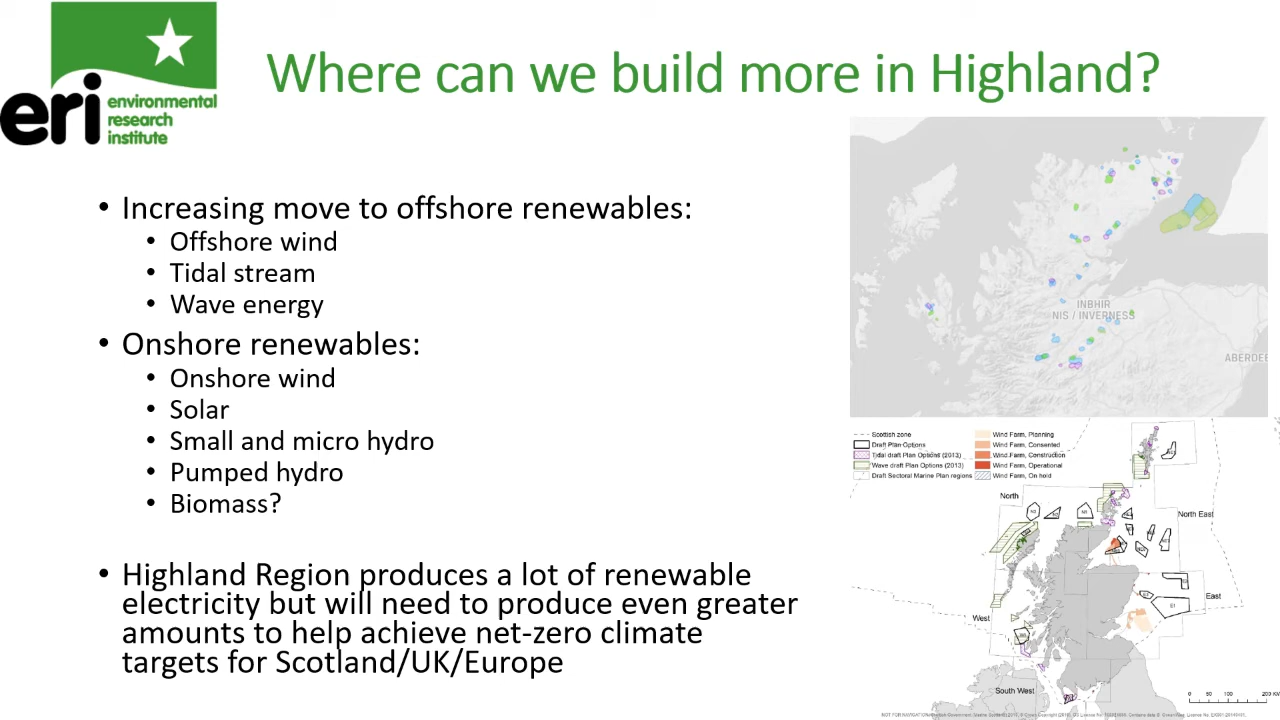 eri environmental
research
institute
Where can we build more in Highland?
• Increasing move to offshore renewables:
• Offshore wind
• Tidal stream
• Wave energy
• Onshore renewables:
• Onshore wind
• Solar
• Small and micro hydro
• Pumped hydro
• Biomass?
• Highland Region produces a lot of renewable
electricity but will need to produce even greater
amounts to help achieve net-zero climate
targets for Scotland/UK/Europe
INBHIR
NIS / INVERNESS
ABERDEE
Scottish zone
Draft Plan Options
Tidal draft Plan Options (2013)
Wave draft Plan Options (2013)
Draft Sectoral Marine Plan regions
Wind Farm, Planning
Wind Farm, Consented
Wind Farm, Construction
Wind Farm, Operational
Wind Farm, On hold
North
North East
East
West
South West
0 50 100 200